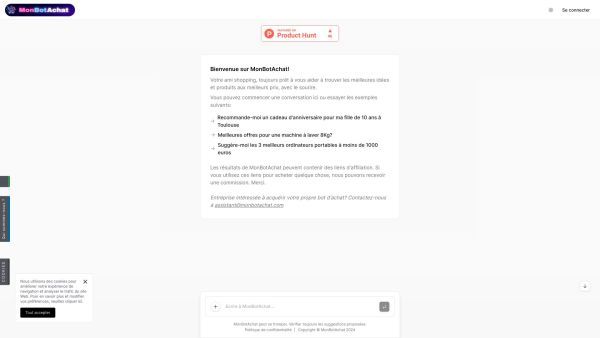 MonBotAchat
Se connecter
Product Hunt
Bienvenue sur MonBotAchat!
Votre ami shopping, toujours prêt à vous aider à trouver les meilleures idées
et produits aux meilleurs prix, avec le sourire.
Vous pouvez commencer une conversation ici ou essayer les exemples
suivants:
Recommande-moi un cadeau d'anniversaire pour ma fille de 10 ans à
Toulouse
Meilleures offres pour une machine à laver 8Kg?
Suggère-moi les 3 meilleurs ordinateurs portables à moins de 1000
euros
Les résultats de MonBotAchat peuvent contenir des liens d'affiliation. Si
vous utilisez ces liens pour acheter quelque chose, nous pouvons recevoir
une commission. Merci.
Entreprise intéressée à acquérir votre propre bot d'achat? Contactez-nous
à assistant@monbotachat.com
Qui sommes-nous ?
COOKIES
Nous utilisons des cookies pour
améliorer votre expérience de
navigation et analyser le trafic du site
Web. Pour en savoir plus et modifier
vos préférences, veuillez cliquer ici.
Tout accepter
Écrire à MonBotAchat...
MonBotAchat peut se tromper. Vérifier toujours les suggestions proposées.
Politique de confidentialité | Copyright © MonBotAchat 2024